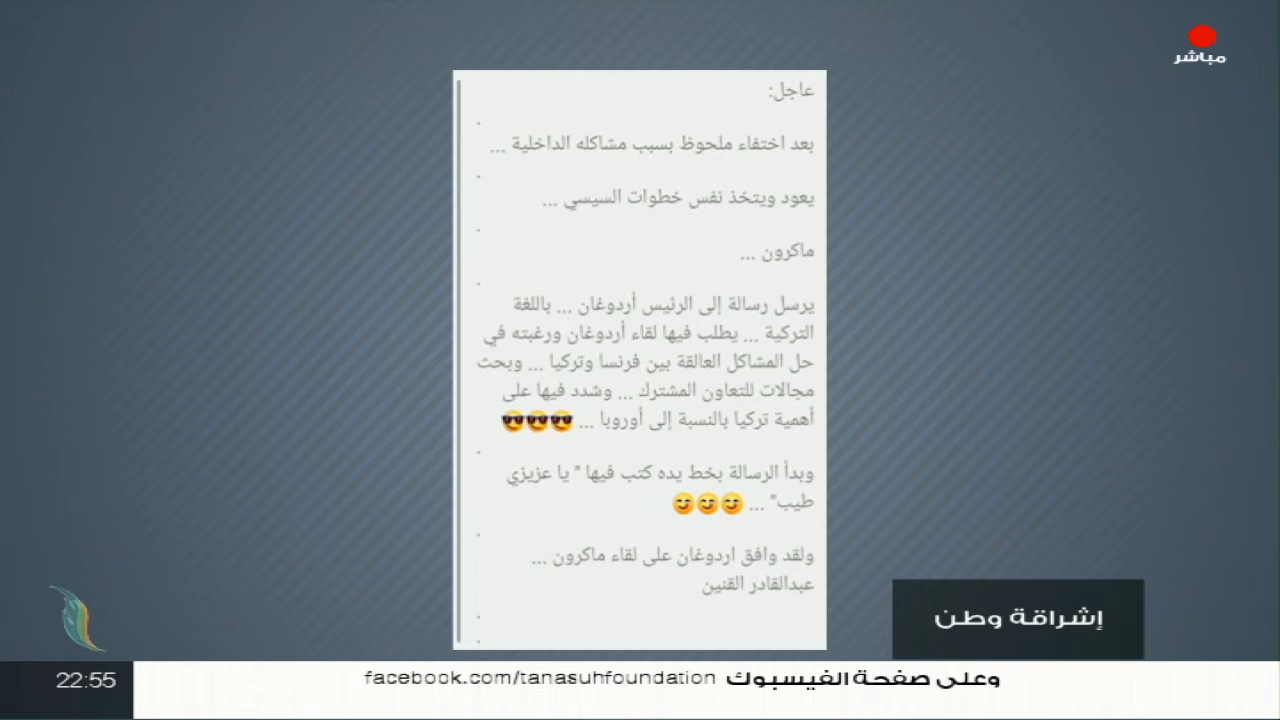 مباشر
عاجل:
بعد اختفاء ملحوظ بسبب مشاكله الداخلية ...
يعود ويتخذ نفس خطوات السيسي ...
ماكرون ...
يرسل رسالة إلى الرئيس أردوغان ... باللغة
التركية ... يطلب فيها لقاء أردوغان ورغبته في
حل المشاكل العالقة بين فرنسا وتركيا ... وبحث
مجالات للتعاون المشترك ... وشدد فيها على
أهمية تركيا بالنسبة إلى أوروبا ... 😎😎😎
وبدأ الرسالة بخط يده كتب فيها " يا عزيزي
طيب" ... 😏😏😏
ولقد وافق اردوغان على لقاء ماكرون ...
عبدالقادر القنين
إشراقة وطن
22:55
وعلى صفحة الفيسبوك facebook.com/tanasuhfoundation